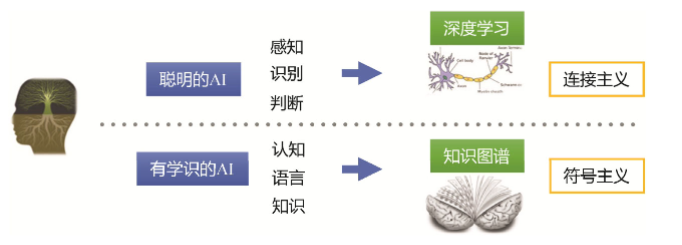 聪明的AI
感知
识别
判断
深度学习
连接主义
有学识的AI
认知
语言
知识
知识图谱
符号主义